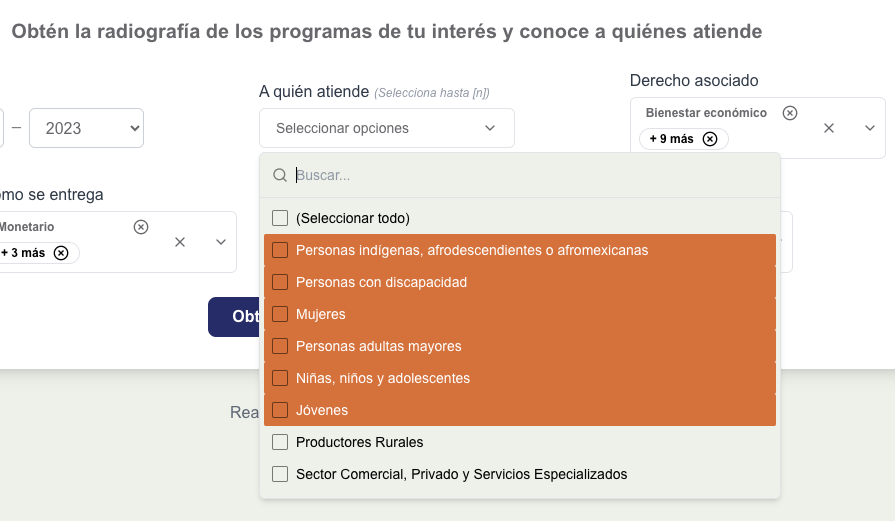 Obtén la radiografía de los programas de tu interés y conoce a quiénes atiende
Derecho asociado
A quién atiende (Selecciona hasta [n])
– 2023
Seleccionar opciones
Bienestar económico
+ 9 más
Buscar...
omo se entrega
Monetario
+ 3 más
(Seleccionar todo)
Personas indígenas, afrodescendientes o afromexicanas
Personas con discapacidad
Mujeres
Obt
Personas adultas mayores
Niñas, niños y adolescentes
Rea
Jóvenes
Productores Rurales
Sector Comercial, Privado y Servicios Especializados